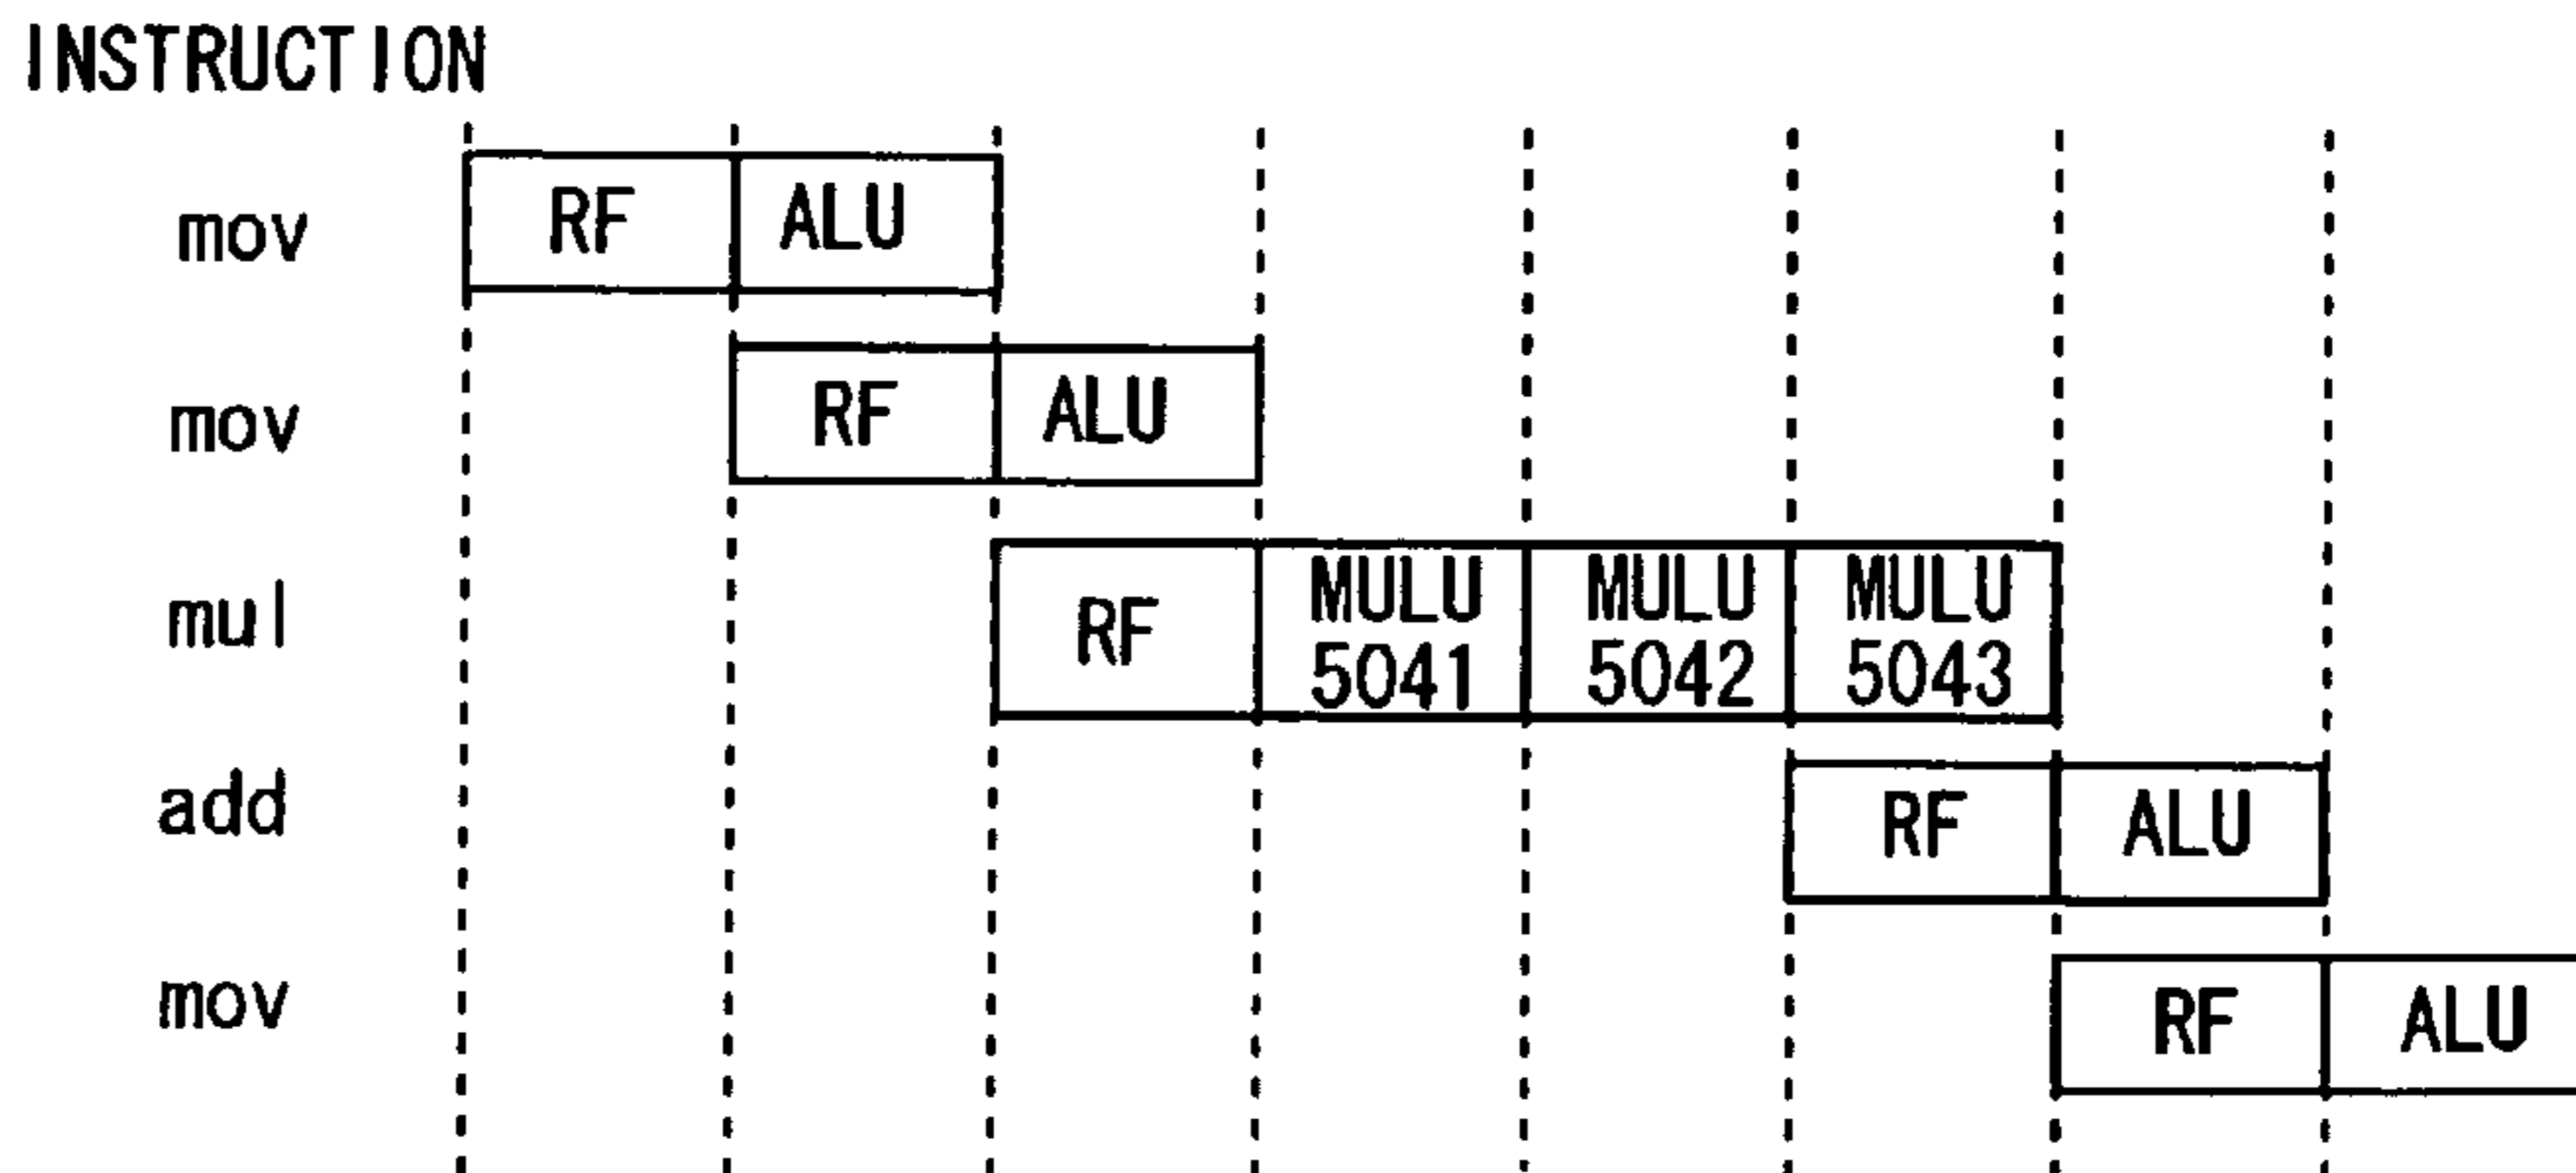 INSTRUCTION
mov RF ALU
mov RF ALU
mul RF MULU 5041 MULU 5042 MULU 5043
add RF ALU
mov RF ALU